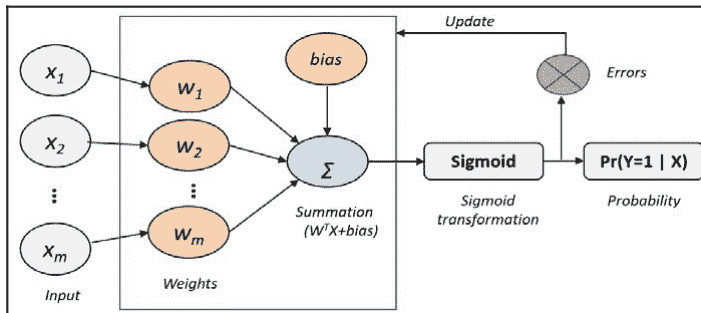 Update
bias
x1
w1
Errors
x2
w2
Σ
Sigmoid
Pr(Y=1 | X)
...
...
Summation
(WᵀX+bias)
Sigmoid
transformation
Probability
xm
wm
Input
Weights